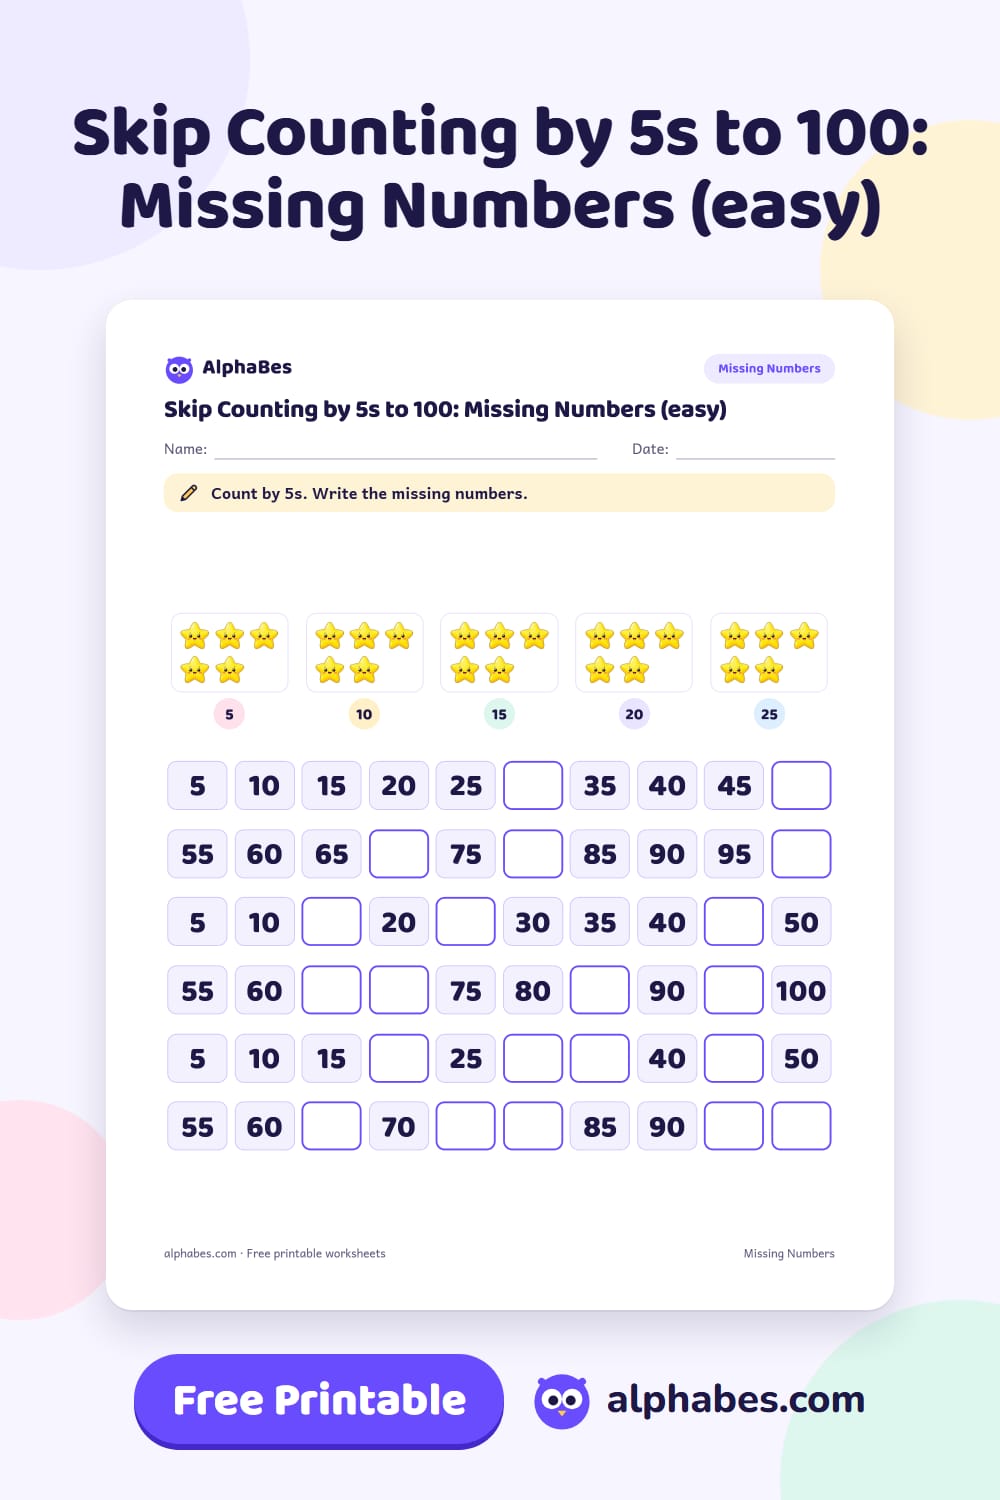 Skip Counting by 5s to 100:
Missing Numbers (easy)
AlphaBes
Missing Numbers
Skip Counting by 5s to 100: Missing Numbers (easy)
Name:
Date:
Count by 5s. Write the missing numbers.
5 10 15 20 25
5 10 15 20 25 35 40 45
55 60 65 75 85 90 95
5 10 20 30 35 40 50
55 60 75 80 90 100
5 10 15 25 40 50
55 60 70 85 90
alphabes.com · Free printable worksheets
Missing Numbers
Free Printable
alphabes.com